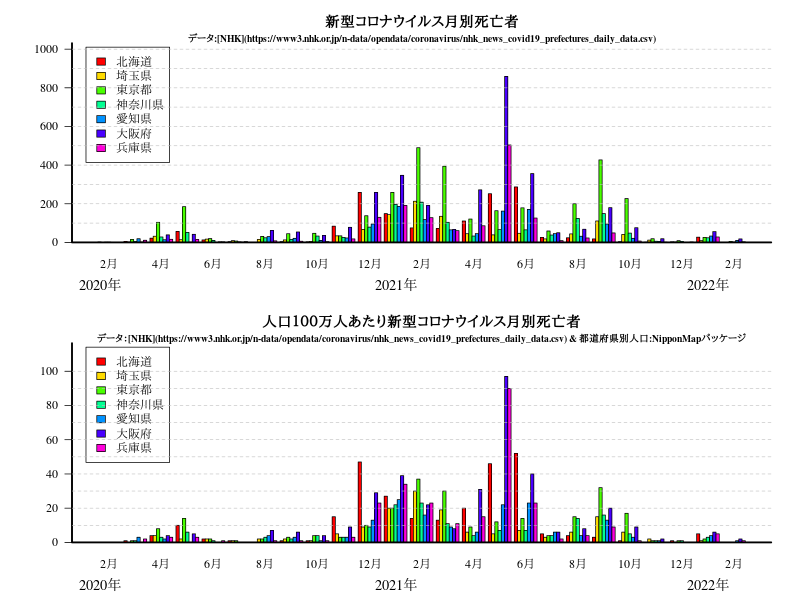 新型コロナウイルス月別死亡者
データ:[NHK](https://www3.nhk.or.jp/n-data/opendata/coronavirus/nhk_news_covid19_prefectures_daily_data.csv)
1000
800
600
400
200
0
北海道
埼玉県
東京都
神奈川県
愛知県
大阪府
兵庫県
2月 4月 6月 8月 10月 12月 2月 4月 6月 8月 10月 12月 2月
2020年 2021年 2022年
人口100万人あたり新型コロナウイルス月別死亡者
データ:[NHK](https://www3.nhk.or.jp/n-data/opendata/coronavirus/nhk_news_covid19_prefectures_daily_data.csv) & 都道府県別人口:NipponMapパッケージ
100
80
60
40
20
0
北海道
埼玉県
東京都
神奈川県
愛知県
大阪府
兵庫県
2月 4月 6月 8月 10月 12月 2月 4月 6月 8月 10月 12月 2月
2020年 2021年 2022年